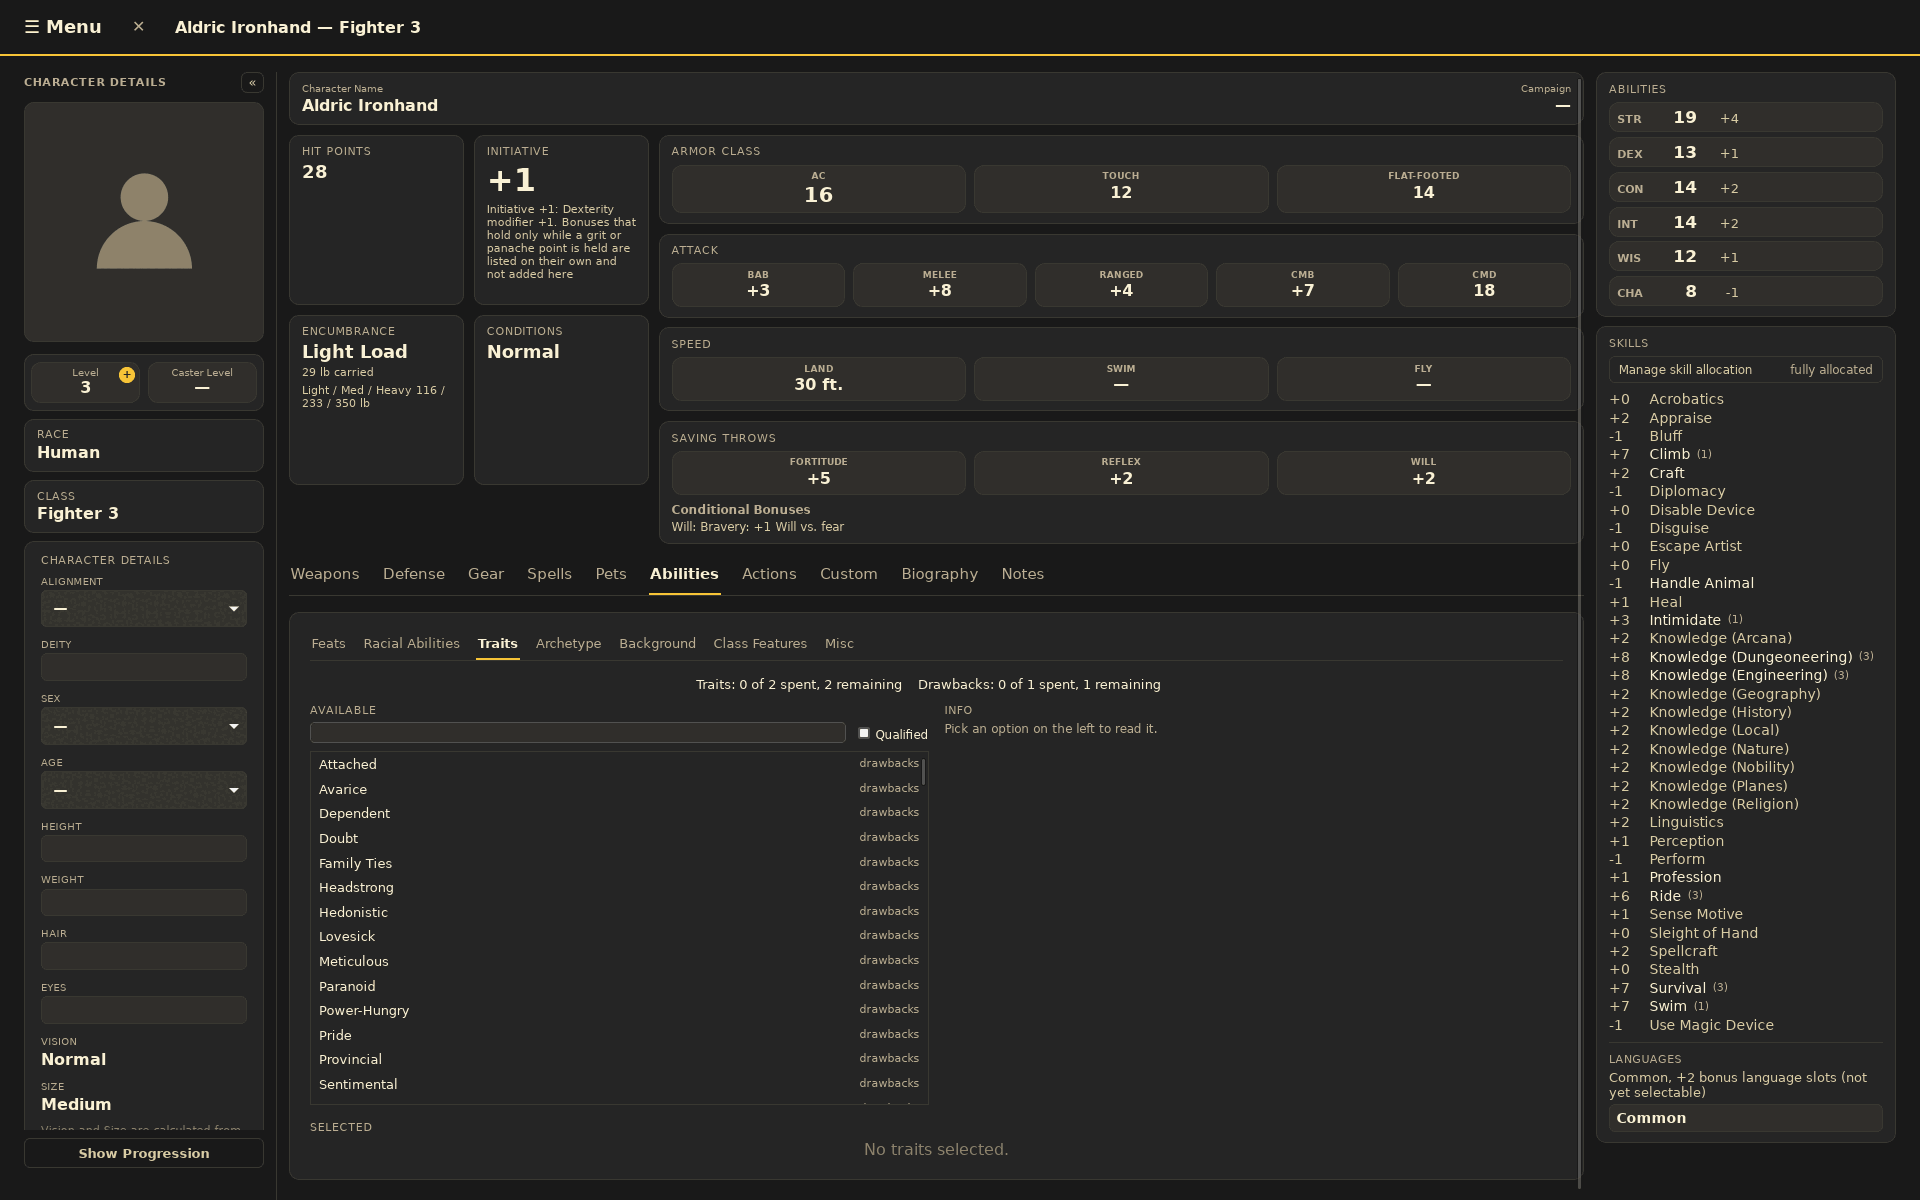 ☰ Menu
✕
Aldric Ironhand — Fighter 3
CHARACTER DETAILS
«
Level
3
+
Caster Level
—
RACE
Human
CLASS
Fighter 3
CHARACTER DETAILS
ALIGNMENT
—
DEITY
SEX
—
AGE
—
HEIGHT
WEIGHT
HAIR
EYES
VISION
Normal
SIZE
Medium
Vision and Size are calculated from
Show Progression
Character Name
Aldric Ironhand
Campaign
—
HIT POINTS
28
INITIATIVE
+1
Initiative +1: Dexterity
modifier +1. Bonuses that
hold only while a grit or
panache point is held are
listed on their own and
not added here
ENCUMBRANCE
Light Load
29 lb carried
Light / Med / Heavy 116 /
233 / 350 lb
CONDITIONS
Normal
ARMOR CLASS
AC
16
TOUCH
12
FLAT-FOOTED
14
ATTACK
BAB
+3
MELEE
+8
RANGED
+4
CMB
+7
CMD
18
SPEED
LAND
30 ft.
SWIM
—
FLY
—
SAVING THROWS
FORTITUDE
+5
REFLEX
+2
WILL
+2
Conditional Bonuses
Will: Bravery: +1 Will vs. fear
Weapons Defense Gear Spells Pets Abilities Actions Custom Biography Notes
Feats Racial Abilities Traits Archetype Background Class Features Misc
Traits: 0 of 2 spent, 2 remaining Drawbacks: 0 of 1 spent, 1 remaining
AVAILABLE
Qualified
Attached drawbacks
Avarice drawbacks
Dependent drawbacks
Doubt drawbacks
Family Ties drawbacks
Headstrong drawbacks
Hedonistic drawbacks
Lovesick drawbacks
Meticulous drawbacks
Paranoid drawbacks
Power-Hungry drawbacks
Pride drawbacks
Provincial drawbacks
Sentimental drawbacks
INFO
Pick an option on the left to read it.
SELECTED
No traits selected.
ABILITIES
STR 19 +4
DEX 13 +1
CON 14 +2
INT 14 +2
WIS 12 +1
CHA 8 -1
SKILLS
Manage skill allocation fully allocated
+0 Acrobatics
+2 Appraise
-1 Bluff
+7 Climb (1)
+2 Craft
-1 Diplomacy
+0 Disable Device
-1 Disguise
+0 Escape Artist
+0 Fly
-1 Handle Animal
+1 Heal
+3 Intimidate (1)
+2 Knowledge (Arcana)
+8 Knowledge (Dungeoneering) (3)
+8 Knowledge (Engineering) (3)
+2 Knowledge (Geography)
+2 Knowledge (History)
+2 Knowledge (Local)
+2 Knowledge (Nature)
+2 Knowledge (Nobility)
+2 Knowledge (Planes)
+2 Knowledge (Religion)
+2 Linguistics
+1 Perception
-1 Perform
+1 Profession
+6 Ride (3)
+1 Sense Motive
+0 Sleight of Hand
+2 Spellcraft
+0 Stealth
+7 Survival (3)
+7 Swim (1)
-1 Use Magic Device
LANGUAGES
Common, +2 bonus language slots (not
yet selectable)
Common